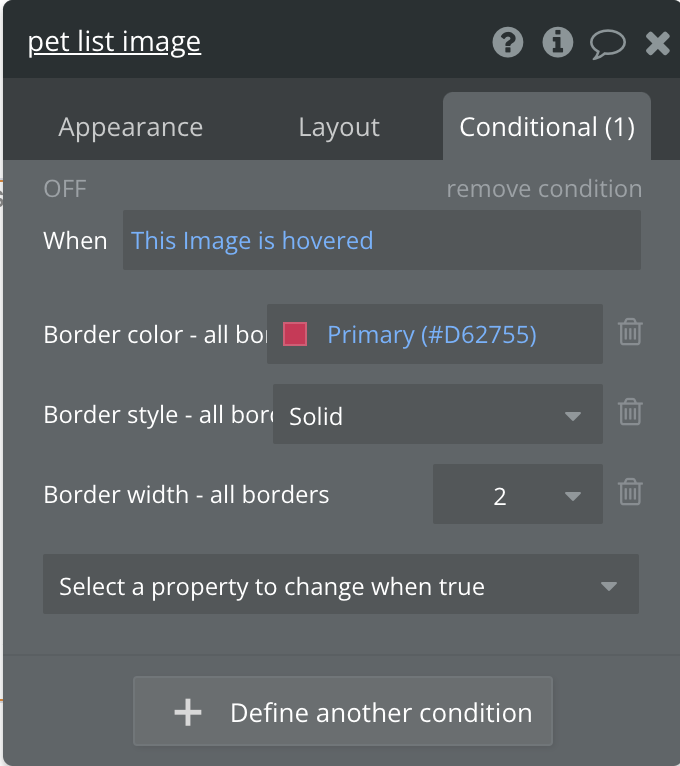 pet list image
Appearance
Layout
Conditional (1)
OFF
remove condition
When
This Image is hovered
Border color - all bor
Primary (#D62755)
Border style - all bor
Solid
Border width - all borders
2
Select a property to change when true
Define another condition